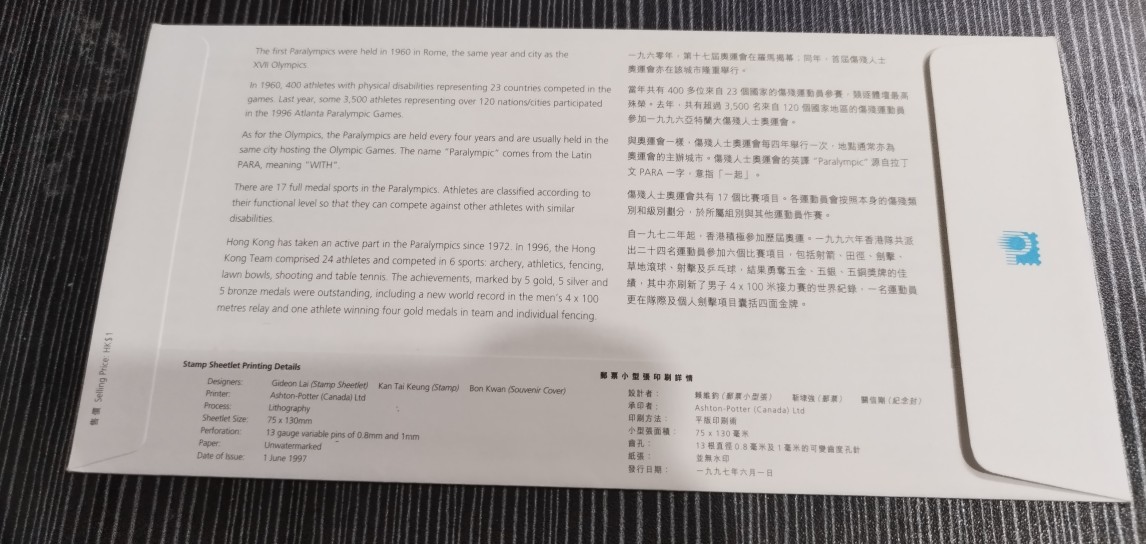 The first Paralympics were held in 1960 in Rome, the same year and city as the
XVII Olympics.
In 1960, 400 athletes with physical disabilities representing 23 countries competed in the
games. Last year, some 3,500 athletes representing over 120 nations/cities participated
in the 1996 Atlanta Paralympic Games.
As for the Olympics, the Paralympics are held every four years and are usually held in the
same city hosting the Olympic Games. The name "Paralympic" comes from the Latin
PARA, meaning "WITH".
There are 17 full medal sports in the Paralympics. Athletes are classified according to
their functional level so that they can compete against other athletes with similar
disabilities.
Hong Kong has taken an active part in the Paralympics since 1972. In 1996, the Hong
Kong Team comprised 24 athletes and competed in 6 sports: archery, athletics, fencing,
lawn bowls, shooting and table tennis. The achievements, marked by 5 gold, 5 silver and
5 bronze medals were outstanding, including a new world record in the men's 4 x 100
metres relay and one athlete winning four gold medals in team and individual fencing.
一九六零年，第十七屆奧運會在羅馬揭幕；同年，首屆傷殘人士
奧運會亦在該城市隆重舉行。
當年共有 400 多位來自 23 個國家的傷殘運動員參賽，競逐體壇最高
殊榮。去年，共有超過 3,500 名來自 120 個國家地區的傷殘運動員
參加一九九六亞特蘭大傷殘人士奧運會。
與奧運會一樣，傷殘人士奧運會每四年舉行一次，地點通常亦為
奧運會的主辦城市。傷殘人士奧運會的英譯 "Paralympic" 源自拉丁
文 PARA 一字，意指「一起」。
傷殘人士奧運會共有 17 個比賽項目。各運動員會按照本身的傷殘類
別和級別劃分，於所屬組別與其他運動員作賽。
自一九七二年起，香港積極參加歷屆奧運。一九九六年香港隊共派
出二十四名運動員參加六個比賽項目，包括射箭、田徑、劍擊、
草地滾球、射擊及乒乓球，結果勇奪五金、五銀、五銅獎牌的佳
績，其中亦刷新了男子 4 x 100 米接力賽的世界紀錄，一名運動員
更在隊際及個人劍擊項目囊括四面金牌。
售價 Selling Price: HK$1
Stamp Sheetlet Printing Details
Designers: Gideon Lai (Stamp Sheetlet) Kan Tai Keung (Stamp) Bon Kwan (Souvenir Cover)
Printer: Ashton-Potter (Canada) Ltd
Process: Lithography
Sheetlet Size: 75 x 130mm
Perforation: 13 gauge variable pins of 0.8mm and 1mm
Paper: Unwatermarked
Date of Issue: 1 June 1997
郵票小型張印刷詳情
設計者： (郵票小型張) 靳埭強 (郵票) (紀念封)
承印者： Ashton-Potter (Canada) Ltd
印刷方法： 平版印刷術
小型張面積： 75 x 130 毫米
齒孔： 13 根直徑 0.8 毫米及 1 毫米的可變齒度孔針
紙張： 並無水印
發行日期： 一九九七年六月一日